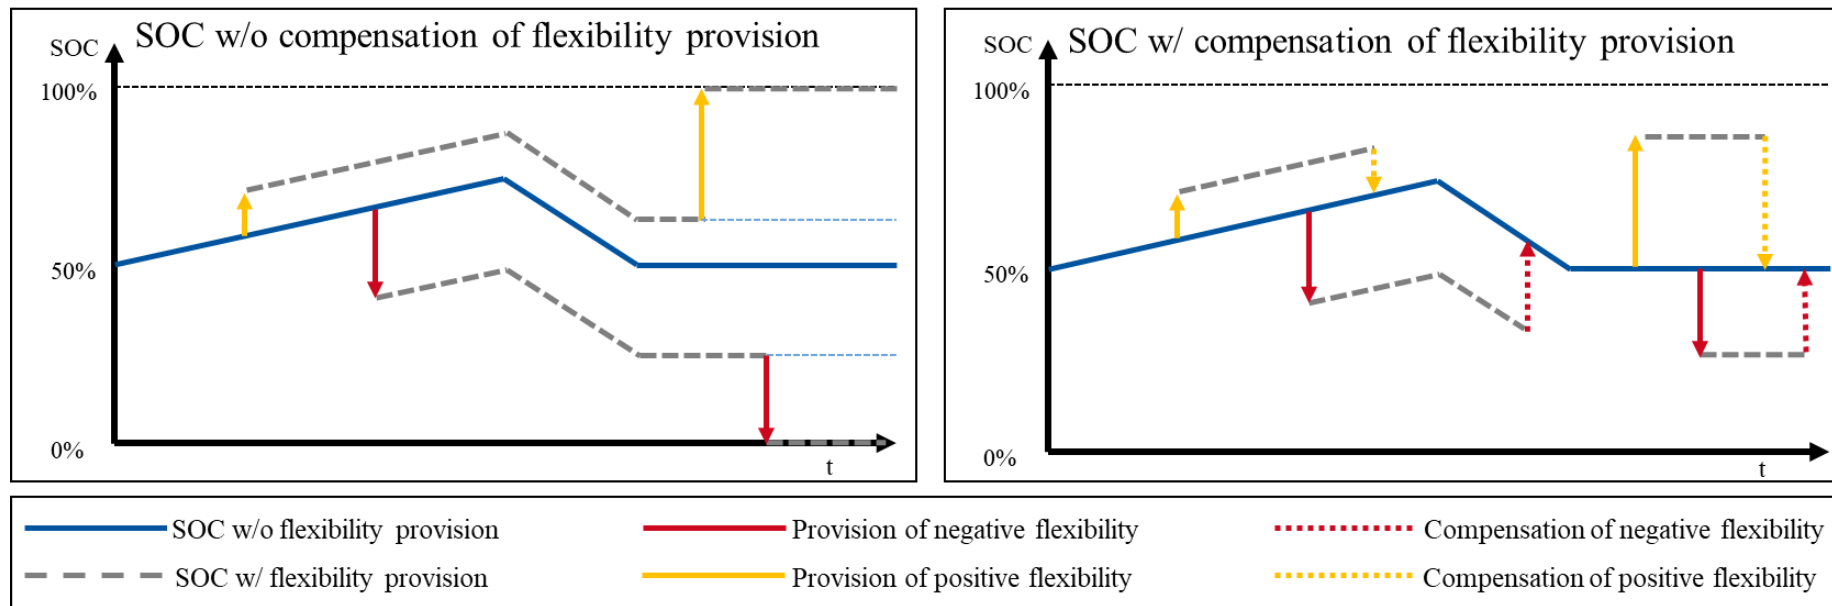 SOC w/o compensation of flexibility provision
SOC
100%
50%
0%
t
SOC w/ compensation of flexibility provision
SOC
100%
50%
0%
t
SOC w/o flexibility provision
Provision of negative flexibility
Compensation of negative flexibility
SOC w/ flexibility provision
Provision of positive flexibility
Compensation of positive flexibility